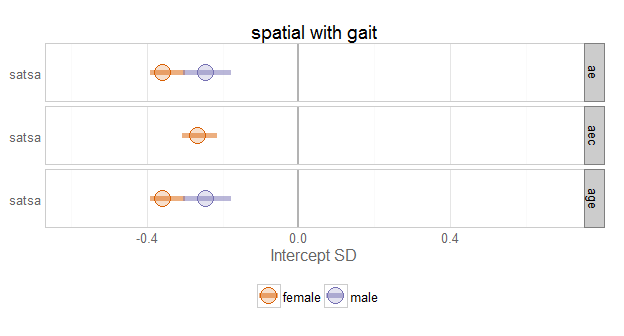 spatial with gait
satsa
ae
satsa
aec
satsa
age
-0.4 0.0 0.4
Intercept SD
female male